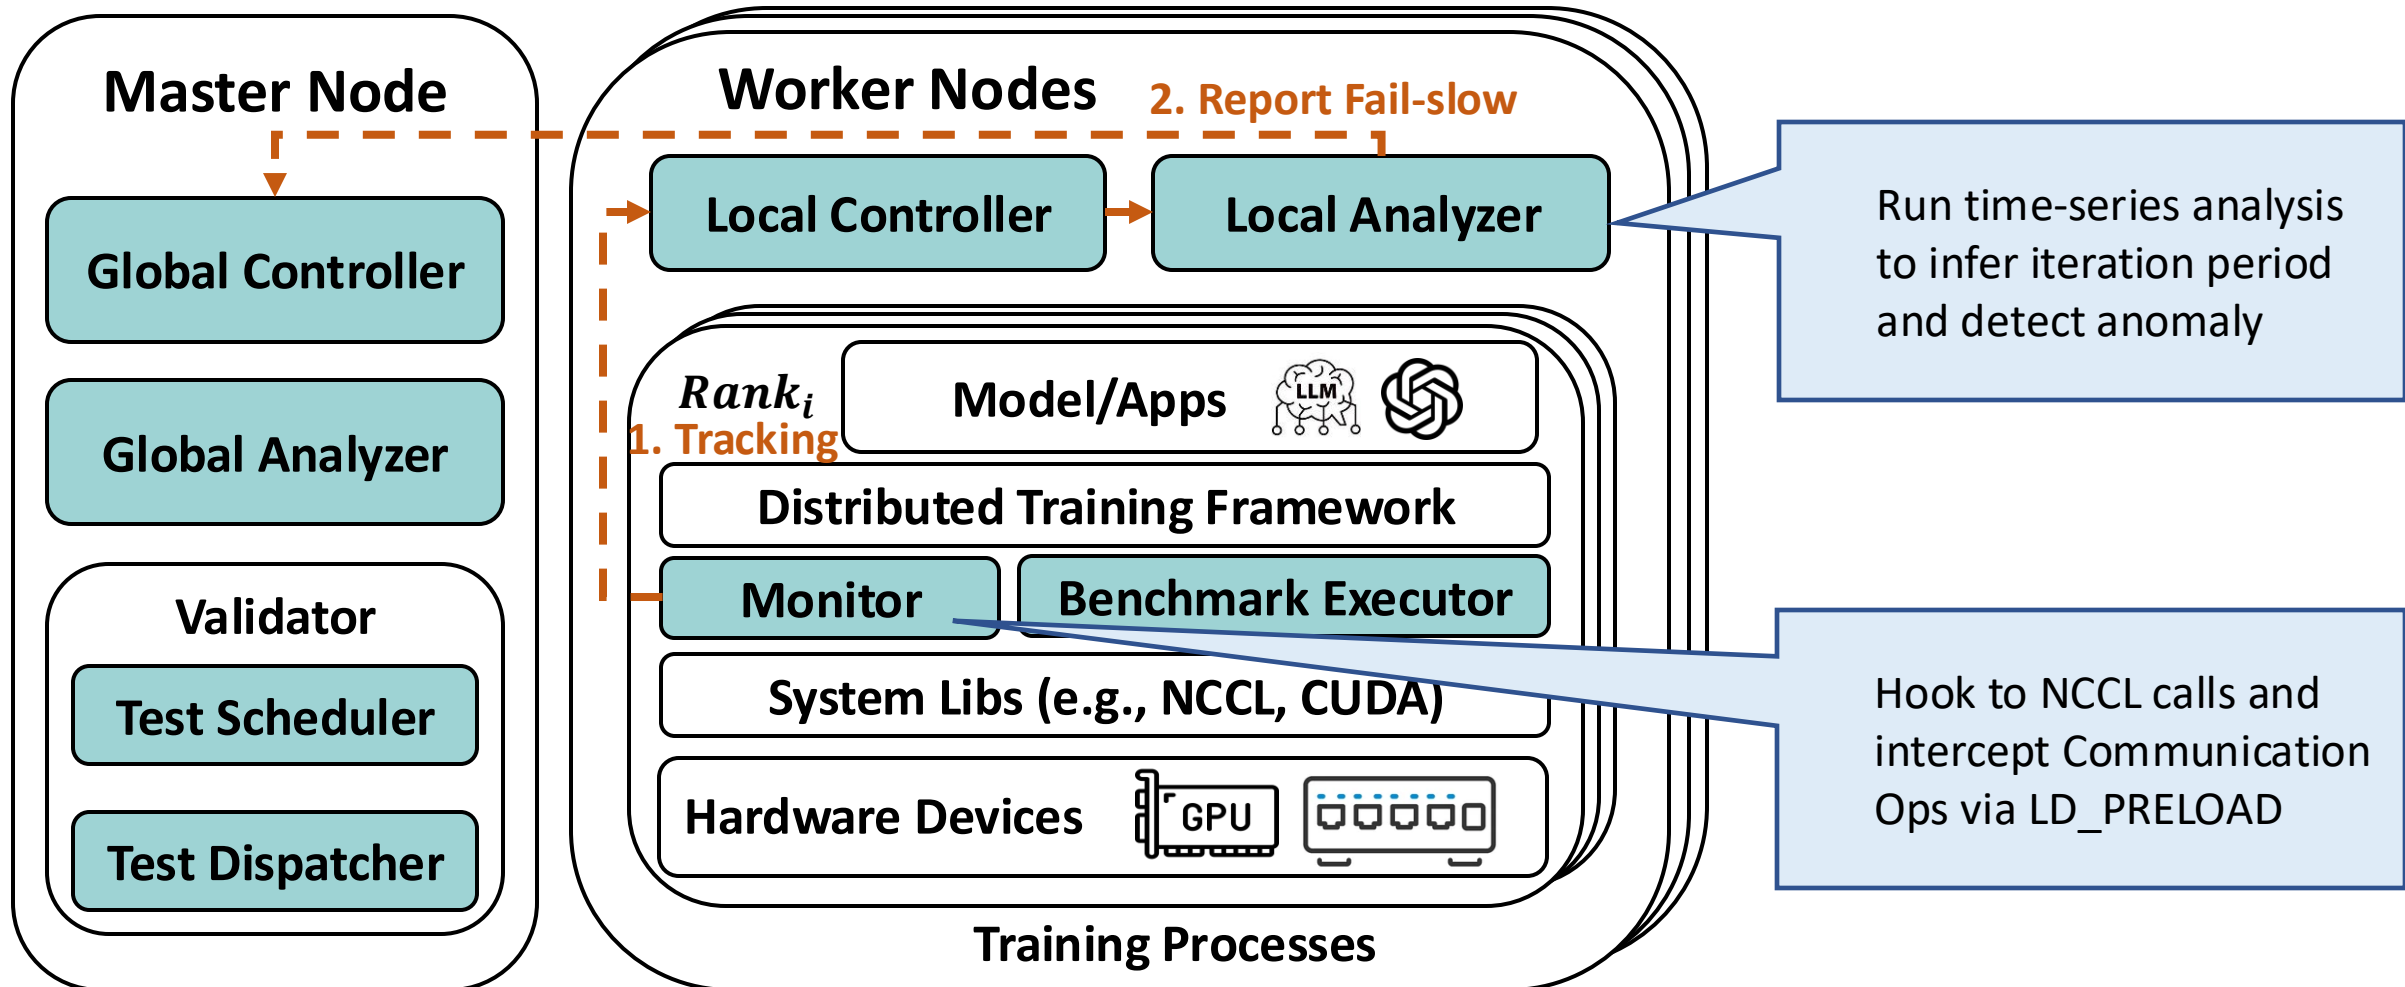 Master Node
Global Controller
Global Analyzer
Validator
Test Scheduler
Test Dispatcher
Worker Nodes
2. Report Fail-slow
Local Controller
Local Analyzer
Rank_i
1. Tracking
Model/Apps
LLM
Distributed Training Framework
Monitor
Benchmark Executor
System Libs (e.g., NCCL, CUDA)
Hardware Devices
GPU
Training Processes
Run time-series analysis
to infer iteration period
and detect anomaly
Hook to NCCL calls and
intercept Communication
Ops via LD_PRELOAD